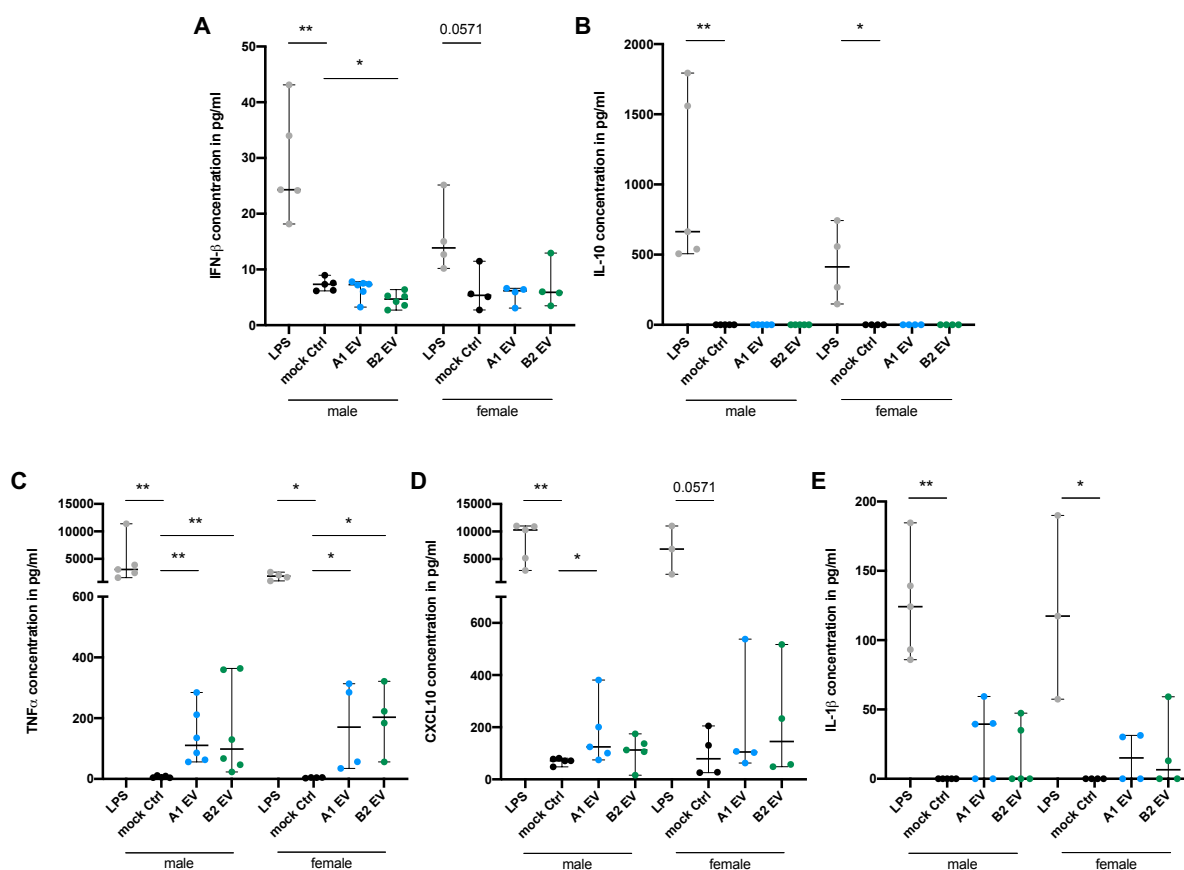 A
** 0.0571
*
IFN-β concentration in pg/ml
50
40
30
20
10
0
LPS mock Ctrl A1 EV B2 EV LPS mock Ctrl A1 EV B2 EV
male female
B
** *
IL-10 concentration in pg/ml
2000
1500
1000
500
0
LPS mock Ctrl A1 EV B2 EV LPS mock Ctrl A1 EV B2 EV
male female
C
** *
** *
** *
TNFα concentration in pg/ml
15000
10000
5000
600
400
200
0
LPS mock Ctrl A1 EV B2 EV LPS mock Ctrl A1 EV B2 EV
male female
D
** 0.0571
*
CXCL10 concentration in pg/ml
15000
10000
5000
600
400
200
0
LPS mock Ctrl A1 EV B2 EV LPS mock Ctrl A1 EV B2 EV
male female
E
** *
IL-1β concentration in pg/ml
200
150
100
50
0
LPS mock Ctrl A1 EV B2 EV LPS mock Ctrl A1 EV B2 EV
male female